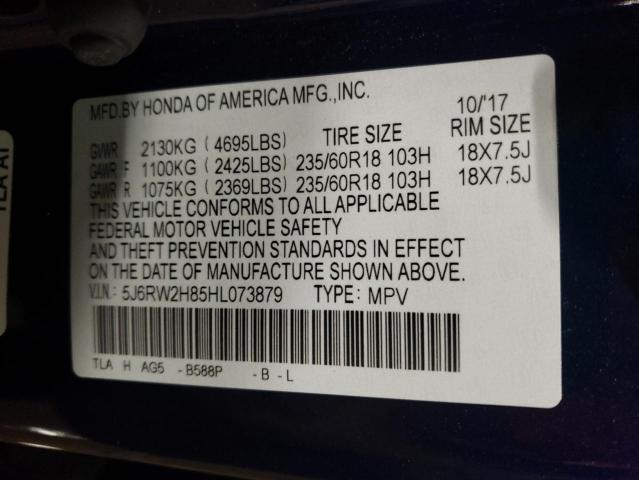 MFD.BY HONDA OF AMERICA MFG.,INC. 10/'17
GVWR 2130KG ( 4695LBS) TIRE SIZE RIM SIZE
GAWR F 1100KG ( 2425LBS) 235/60R18 103H 18X7.5J
GAWR R 1075KG ( 2369LBS) 235/60R18 103H 18X7.5J
THIS VEHICLE CONFORMS TO ALL APPLICABLE
FEDERAL MOTOR VEHICLE SAFETY
AND THEFT PREVENTION STANDARDS IN EFFECT
ON THE DATE OF MANUFACTURE SHOWN ABOVE.
V.I.N.: 5J6RW2H85HL073879 TYPE: MPV
TLA H AG5 -B588P -B -L
TLA A1